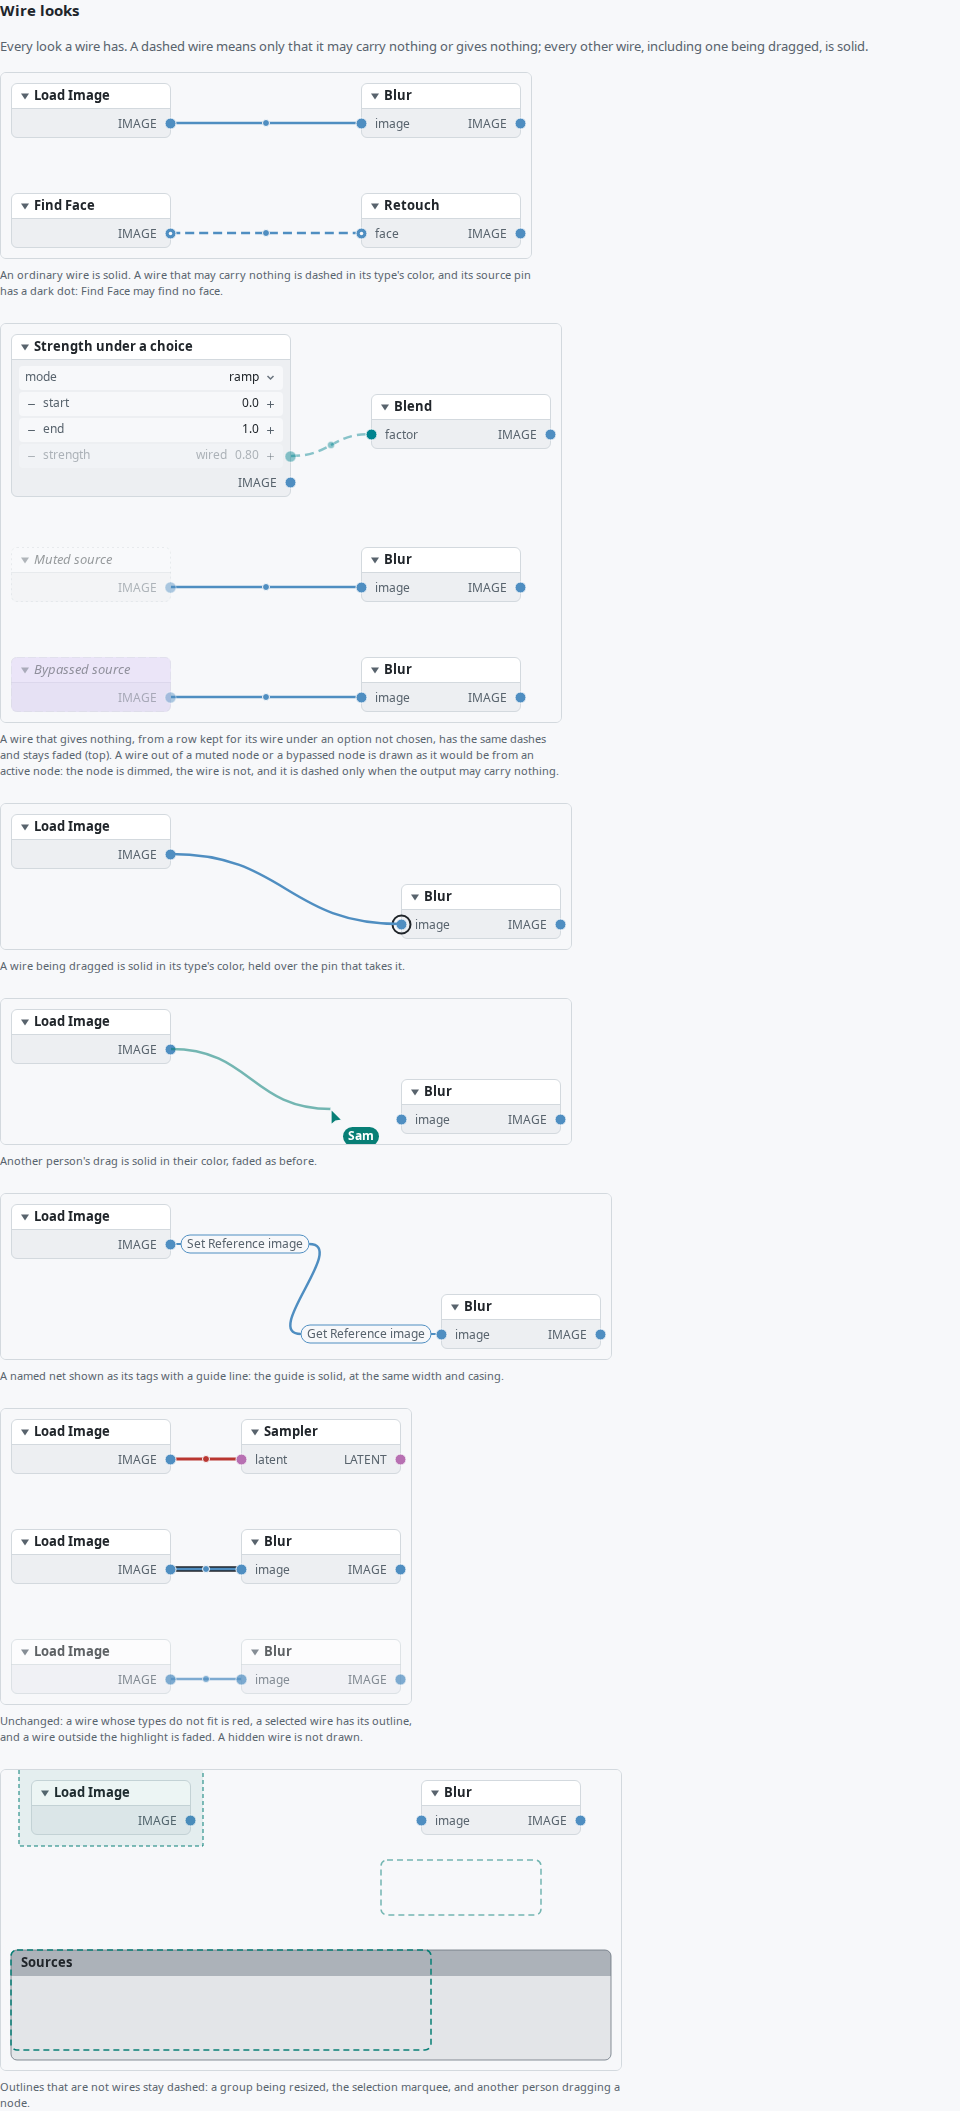 Wire looks
Every look a wire has. A dashed wire means only that it may carry nothing or gives nothing; every other wire, including one being dragged, is solid.
Load Image
Blur
IMAGE
image IMAGE
Find Face
Retouch
IMAGE
face IMAGE
An ordinary wire is solid. A wire that may carry nothing is dashed in its type's color, and its source pin
has a dark dot: Find Face may find no face.
Strength under a choice
mode ramp
start 0.0 +
end 1.0 +
strength wired 0.80 +
IMAGE
Blend
factor IMAGE
Muted source
Blur
IMAGE
image IMAGE
Bypassed source
Blur
IMAGE
image IMAGE
A wire that gives nothing, from a row kept for its wire under an option not chosen, has the same dashes
and stays faded (top). A wire out of a muted node or a bypassed node is drawn as it would be from an
active node: the node is dimmed, the wire is not, and it is dashed only when the output may carry nothing.
Load Image
IMAGE
Blur
image IMAGE
A wire being dragged is solid in its type's color, held over the pin that takes it.
Load Image
IMAGE
Blur
image IMAGE
Sam
Another person's drag is solid in their color, faded as before.
Load Image
IMAGE
Set Reference image
Blur
Get Reference image
image IMAGE
A named net shown as its tags with a guide line: the guide is solid, at the same width and casing.
Load Image
Sampler
IMAGE
latent LATENT
Load Image
Blur
IMAGE
image IMAGE
Load Image
Blur
IMAGE
image IMAGE
Unchanged: a wire whose types do not fit is red, a selected wire has its outline,
and a wire outside the highlight is faded. A hidden wire is not drawn.
Load Image
Blur
IMAGE
image IMAGE
Sources
Outlines that are not wires stay dashed: a group being resized, the selection marquee, and another person dragging a
node.